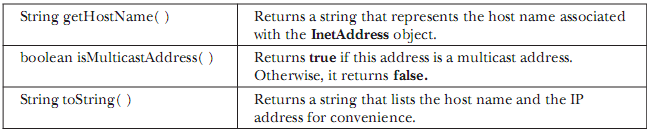 String getHostName( ) Returns a string that represents the host name associated
with the InetAddress object.
boolean isMulticastAddress( ) Returns true if this address is a multicast address.
Otherwise, it returns false.
String toString( ) Returns a string that lists the host name and the IP
address for convenience.